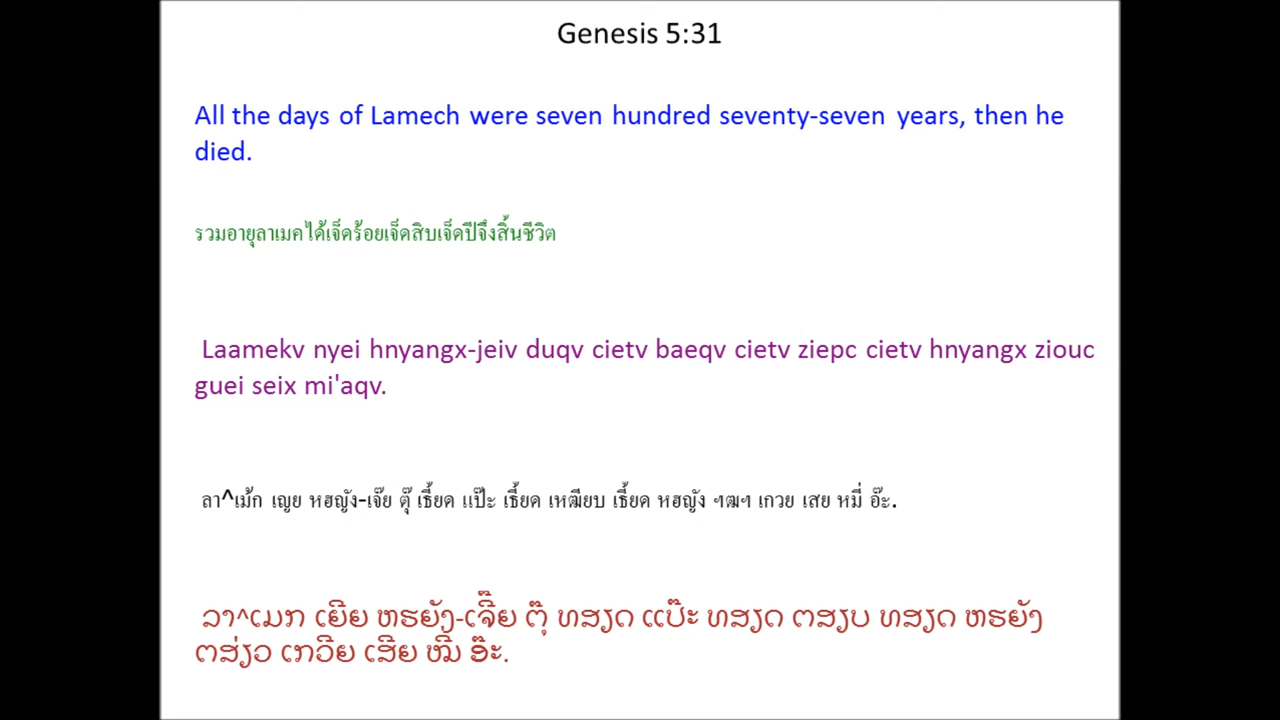 Genesis 5:31
All the days of Lamech were seven hundred seventy-seven years, then he
died.
รวมอายุลาเมคได้เจ็ดร้อยเจ็ดสิบเจ็ดปีจึงสิ้นชีวิต
Laamekv nyei hnyangx-jeiv duqv cietv baeqv cietv ziepc cietv hnyangx ziouc
guei seix mi'aqv.
ลา^เม้ก เญย หฮญัง-เจ๊ย ตุ๊ เธี้ยด แป๊ะ เธี้ยด เหฒียบ เธี้ยด หฮญัง ฯฒฯ เกวย เสย หมี่ อ๊ะ.
ລາ^ເມກ ເຍີຍ ຫຮຍັງ-ເຈີ໊ຍ ຕຸ໊ ທສຽດ ແປ໊ະ ທສຽດ ຕສຽບ ທສຽດ ຫຮຍັງ
ຕສ່ຽວ ເກວີຍ ເສີຍ ໝີ ອ໊ະ.